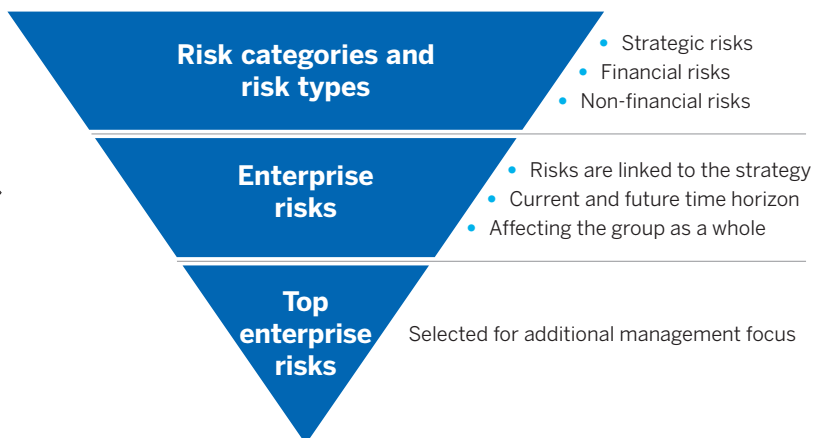 Risk categories and
risk types
• Strategic risks
• Financial risks
• Non-financial risks
Enterprise
risks
• Risks are linked to the strategy
• Current and future time horizon
• Affecting the group as a whole
Top
enterprise
risks
Selected for additional management focus